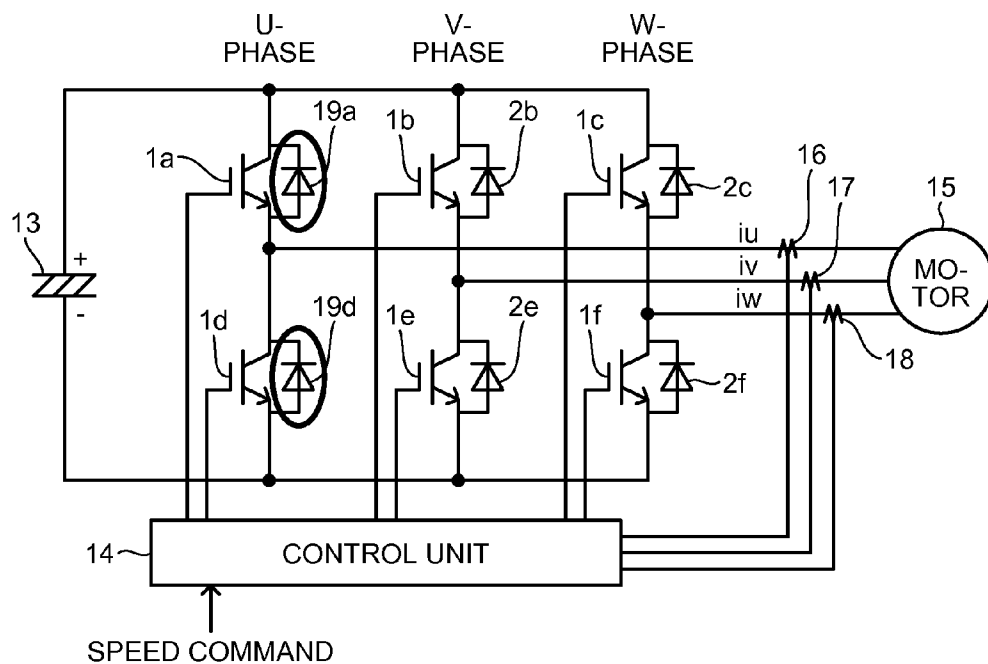 U-
PHASE
V-
PHASE
W-
PHASE
19a
1b
2b
1c
1a
2c
16
17
15
13
+
-
iu
iv
iw
MO-
TOR
1d
19d
1e
2e
1f
2f
18
14
CONTROL UNIT
SPEED COMMAND